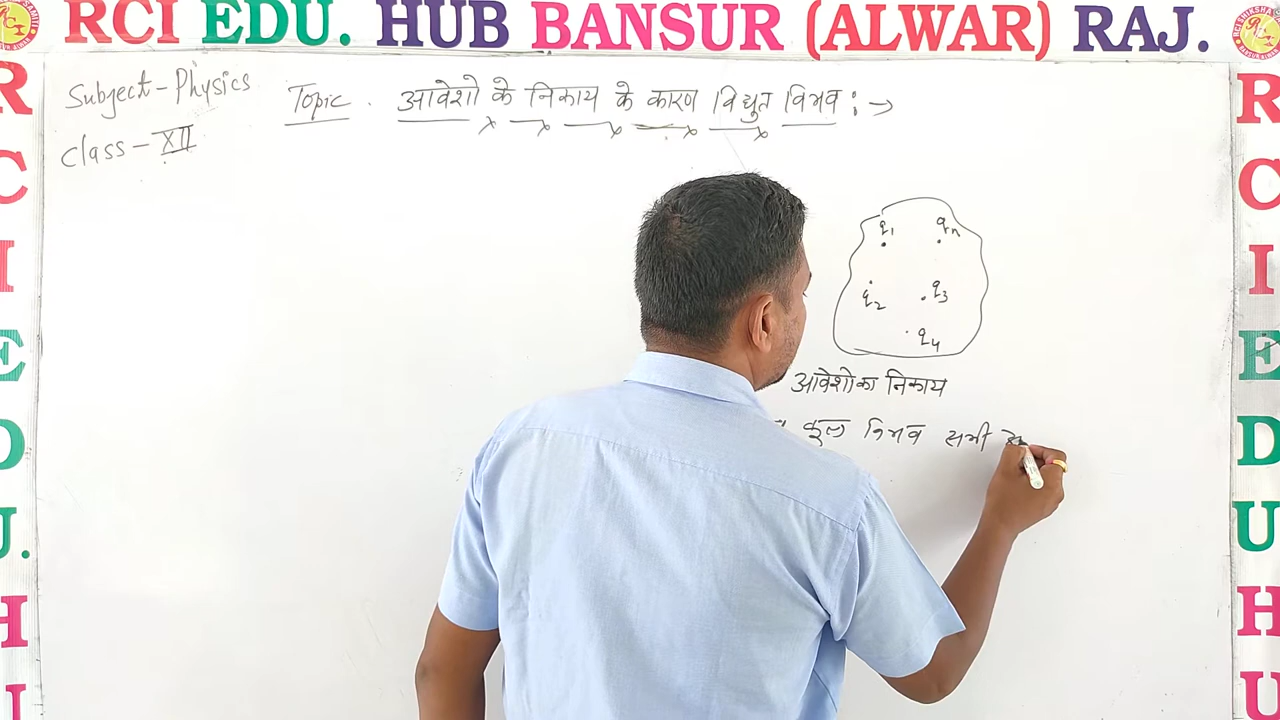 RCI EDU. HUB BANSUR (ALWAR) RAJ.
Subject - Physics
Class - XII
Topic. आवेशो के निकाय के कारण विद्युत विभव :→
q1 qn
q2 q3
q4
आवेशो का निकाय
कुल विभव सभी
R
C
I
E
D
U.
H
R
C
I
E
D
U
H
U